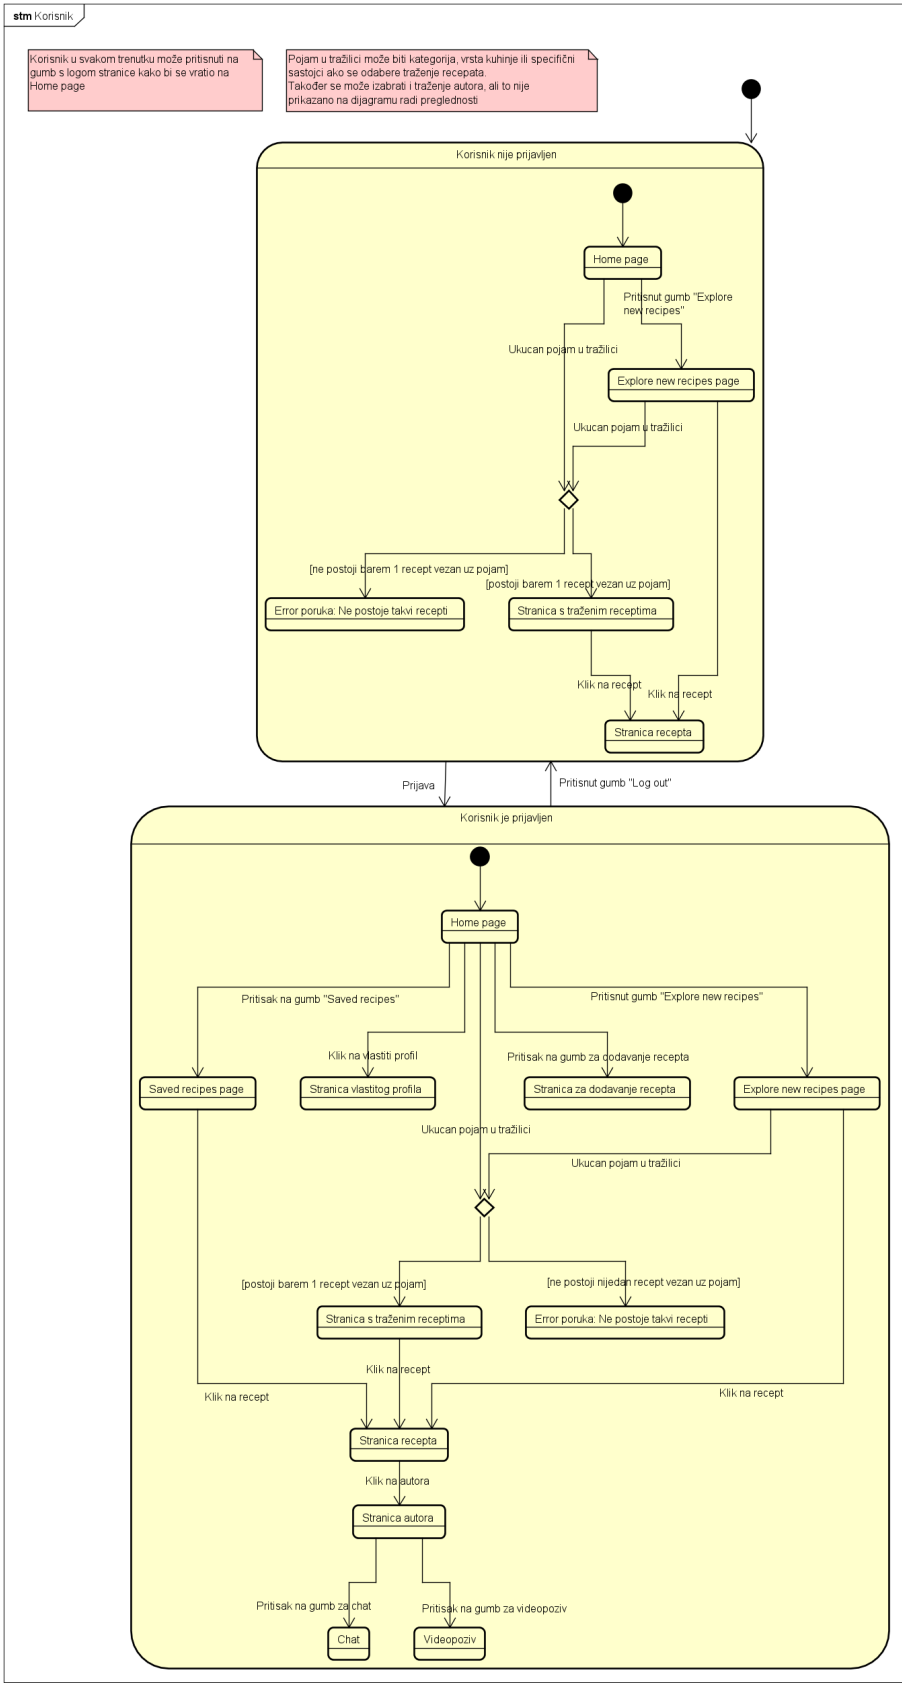 stm Korisnik
Korisnik u svakom trenutku može pritisnuti na
gumb s logom stranice kako bi se vratio na
Home page
Pojam u tražilici može biti kategorija, vrsta kuhinje ili specifični
sastojci ako se odabere traženje recepata.
Također se može izabrati i traženje autora, ali to nije
prikazano na dijagramu radi preglednosti
Korisnik nije prijavljen
Home page
Pritisnut gumb "Explore
new recipes"
Ukucan pojam u tražilici
Explore new recipes page
Ukucan pojam u tražilici
[ne postoji barem 1 recept vezan uz pojam]
[postoji barem 1 recept vezan uz pojam]
Error poruka: Ne postoje takvi recepti
Stranica s traženim receptima
Klik na recept
Klik na recept
Stranica recepta
Prijava
Pritisnut gumb "Log out"
Korisnik je prijavljen
Home page
Pritisak na gumb "Saved recipes"
Pritisnut gumb "Explore new recipes"
Klik na vlastiti profil
Pritisak na gumb za dodavanje recepta
Saved recipes page
Stranica vlastitog profila
Stranica za dodavanje recepta
Explore new recipes page
Ukucan pojam u tražilici
Ukucan pojam u tražilici
[postoji barem 1 recept vezan uz pojam]
[ne postoji nijedan recept vezan uz pojam]
Stranica s traženim receptima
Error poruka: Ne postoje takvi recepti
Klik na recept
Klik na recept
Klik na recept
Stranica recepta
Klik na autora
Stranica autora
Pritisak na gumb za chat
Pritisak na gumb za videopoziv
Chat
Videopoziv